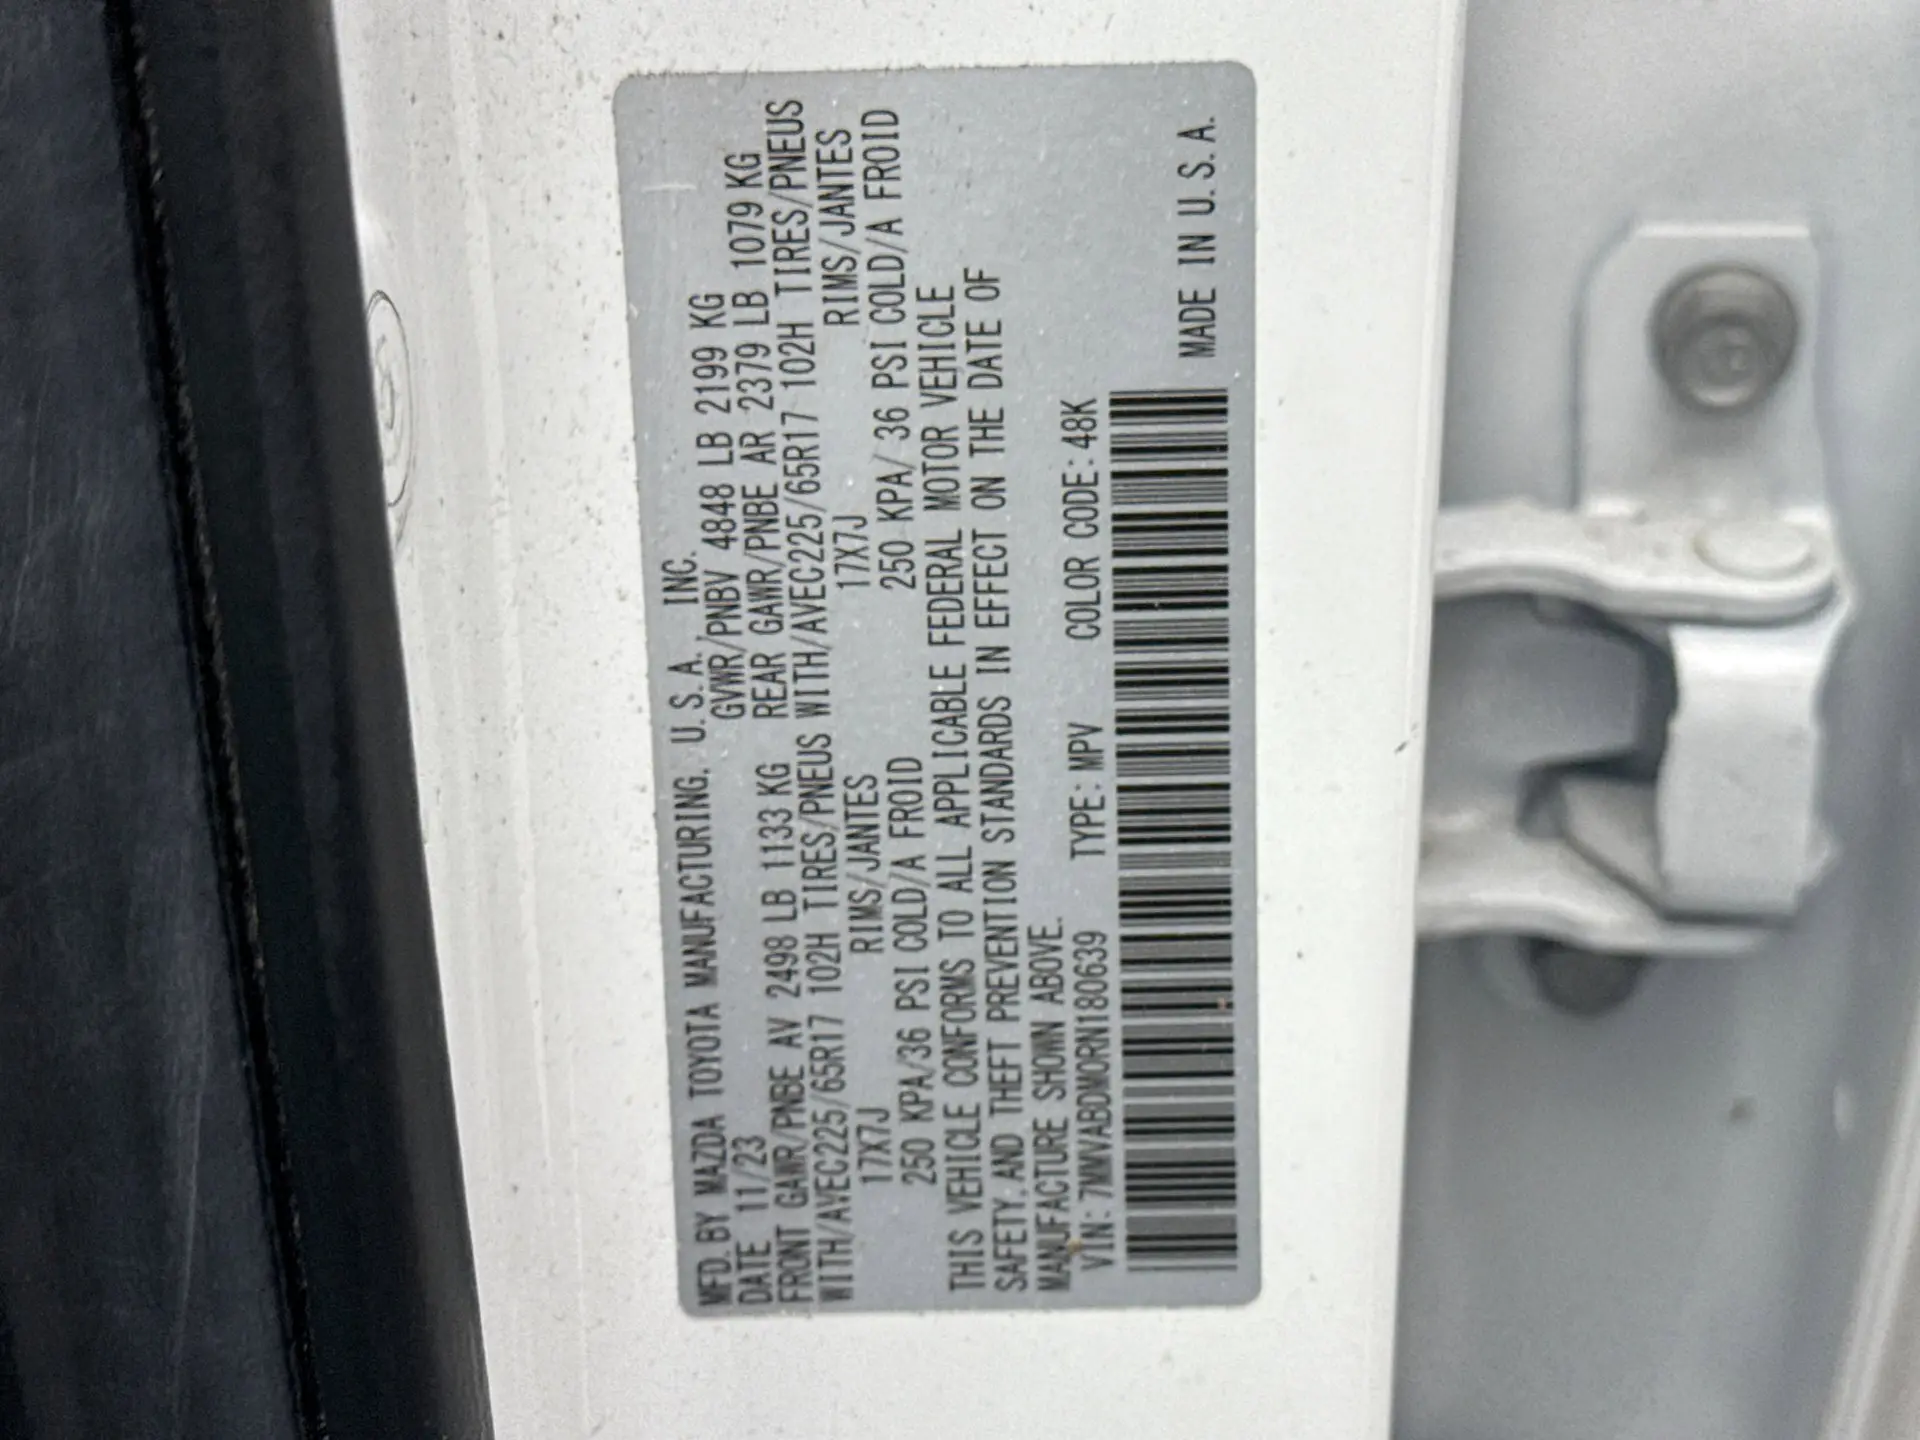 MFD. BY MAZDA TOYOTA MANUFACTURING, U. S. A., INC.
DATE 11/23 GVWR/PNBV 4848 LB 2199 KG
FRONT GAWR/PNBE AV 2498 LB 1133 KG REAR GAWR/PNBE AR 2379 LB 1079 KG
WITH/AVEC225/65R17 102H TIRES/PNEUS WITH/AVEC225/65R17 102H TIRES/PNEUS
17X7J RIMS/JANTES 17X7J RIMS/JANTES
250 KPA/36 PSI COLD/A FROID 250 KPA/ 36 PSI COLD/A FROID
THIS VEHICLE CONFORMS TO ALL APPLICABLE FEDERAL MOTOR VEHICLE
SAFETY, AND THEFT PREVENTION STANDARDS IN EFFECT ON THE DATE OF
MANUFACTURE SHOWN ABOVE.
VIN: 7MMVABDM0RN180639 TYPE: MPV COLOR CODE: 48K
MADE IN U. S. A.